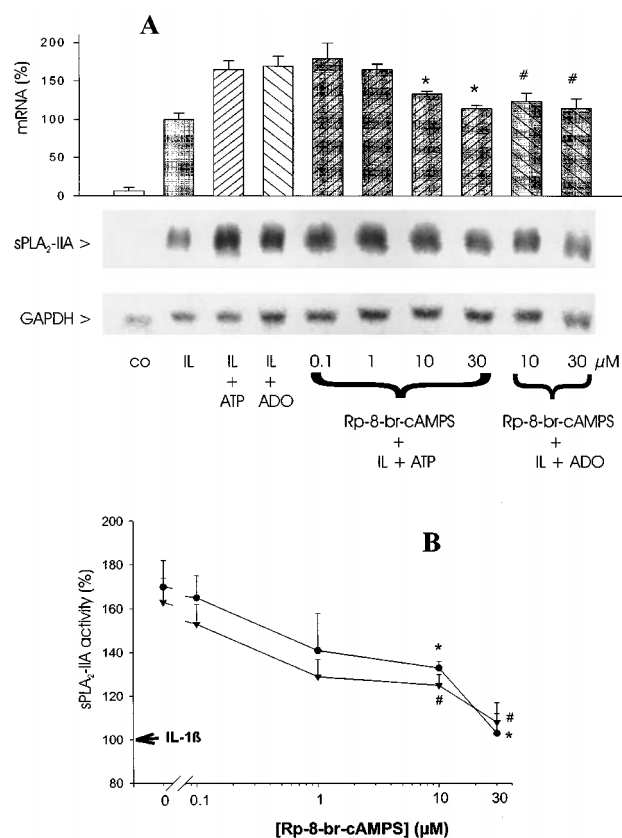 A
mRNA (%)
200
150
100
50
0
* * # #
sPLA₂-IIA >
GAPDH >
co IL IL + ATP IL + ADO 0.1 1 10 30 10 30 µM
Rp-8-br-cAMPS + IL + ATP
Rp-8-br-cAMPS + IL + ADO
B
sPLA₂-IIA activity (%)
200
180
160
140
120
100
80
IL-1ß
*
#
#
*
0 0.1 1 10 30
[Rp-8-br-cAMPS] (µM)